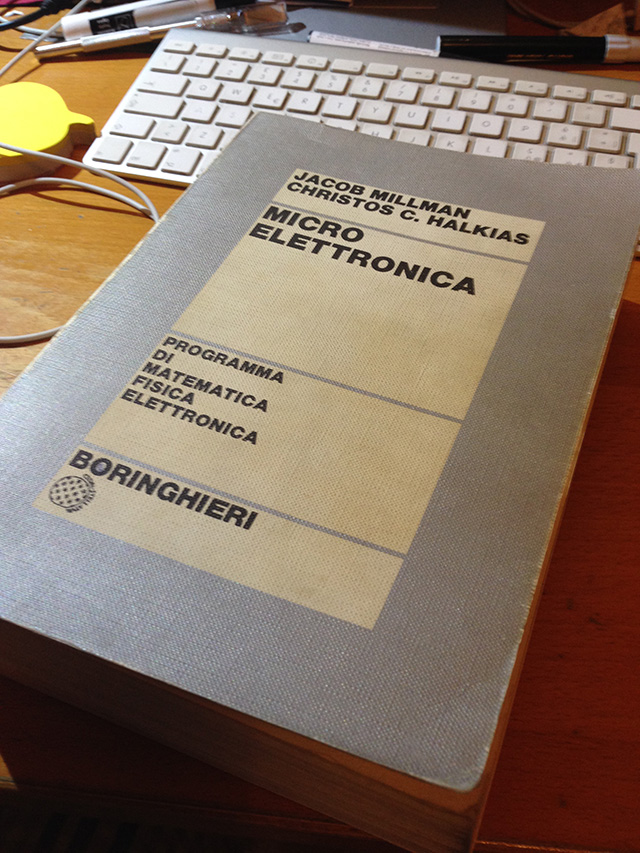 JACOB MILLMAN
CHRISTOS C. HALKIAS
MICRO
ELETTRONICA
PROGRAMMA
DI
MATEMATICA
FISICA
ELETTRONICA
BORINGHIERI